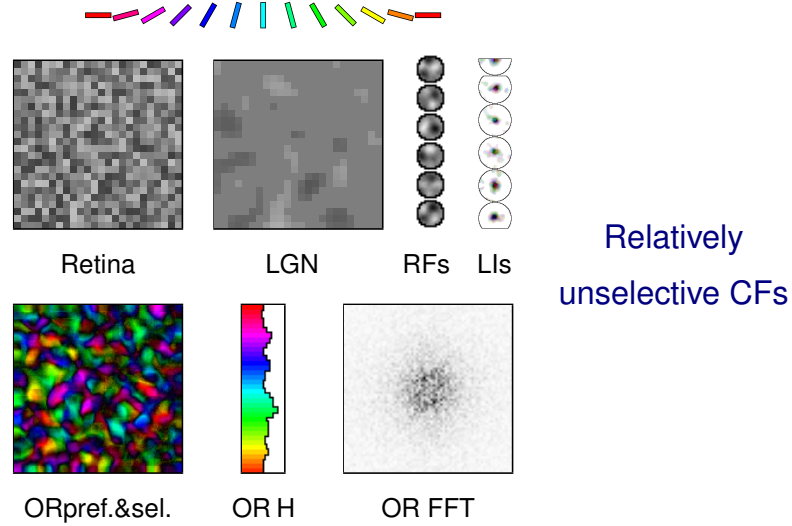 Retina
LGN
RFs
LIs
Relatively
unselective CFs
ORpref.&sel.
OR H
OR FFT